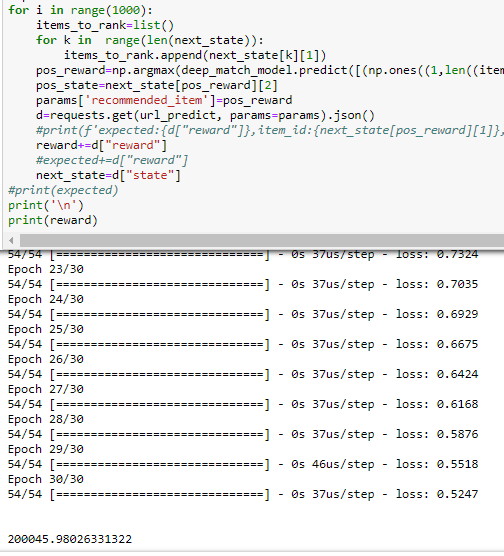 for i in range(1000):
    items_to_rank=list()
    for k in  range(len(next_state)):
        items_to_rank.append(next_state[k][1])
    pos_reward=np.argmax(deep_match_model.predict([(np.ones((1,len((item
    pos_state=next_state[pos_reward][2]
    params['recommended_item']=pos_reward
    d=requests.get(url_predict, params=params).json()
    #print(f'expected:{d["reward"]},item_id:{next_state[pos_reward][1]},
    reward+=d["reward"]
    #expected+=d["reward"]
    next_state=d["state"]
#print(expected)
print('\n')
print(reward)
54/54 [==============================] - 0s 37us/step - loss: 0.7324
Epoch 23/30
54/54 [==============================] - 0s 37us/step - loss: 0.7035
Epoch 24/30
54/54 [==============================] - 0s 37us/step - loss: 0.6929
Epoch 25/30
54/54 [==============================] - 0s 37us/step - loss: 0.6675
Epoch 26/30
54/54 [==============================] - 0s 37us/step - loss: 0.6424
Epoch 27/30
54/54 [==============================] - 0s 37us/step - loss: 0.6168
Epoch 28/30
54/54 [==============================] - 0s 37us/step - loss: 0.5876
Epoch 29/30
54/54 [==============================] - 0s 46us/step - loss: 0.5518
Epoch 30/30
54/54 [==============================] - 0s 37us/step - loss: 0.5247
200045.98026331322